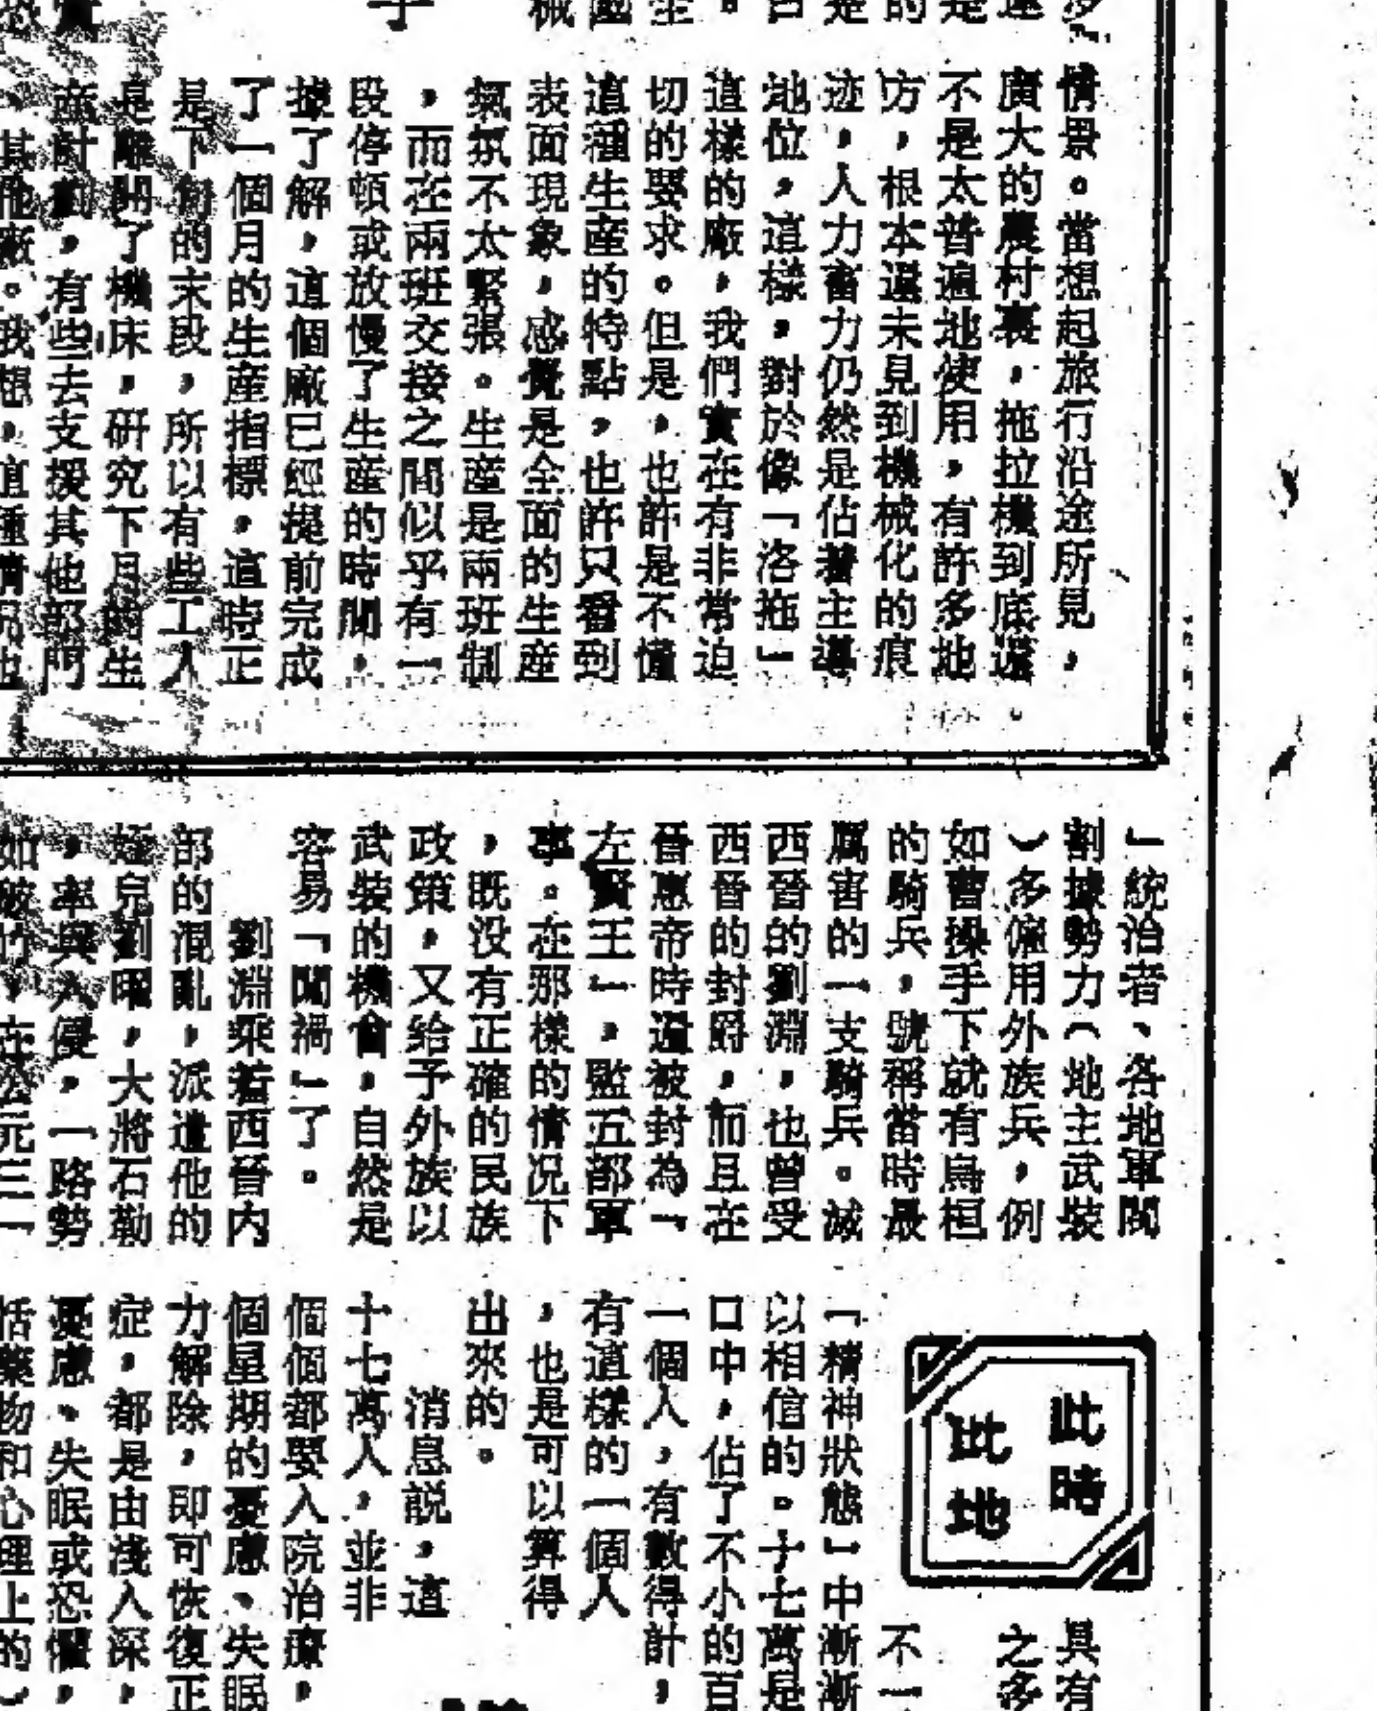 情景。當想起旅行沿途所見，
廣大的農村裏，拖拉機到底還
不是太普遍地使用，有許多地
方，根本還未見到機械化的痕
迹，人力畜力仍然是佔着主導
地位，這樣，對於像「洛拖」
這樣的廠，我們實在有非常迫
切的要求。但是，也許是不懂
這種生産的特點，也許只看到
表面現象，感覺是全面的生産
氣氛不太緊張。生産是兩班制
，而在兩班交接之間似乎有一
段停頓或放慢了生産的時間，
據了解，這個廠已經提前完成
了一個月的生産指標，這時正
是下旬的末段，所以有些工人
是離開了機床，研究下月的生
産計劃，有些去支援其他部門
、其他廠。我想，這種情況也
」統治者、各地軍閥
割據勢力（地主武裝
）多僱用外族兵，例
如曹操手下就有烏桓
的騎兵，號稱當時最
厲害的一支騎兵。滅
西晉的劉淵，也曾受
西晉的封爵，而且在
晉惠帝時還被封為「
左賢王」，監五部軍
事。在那樣的情況下
，既没有正確的民族
政策，又給予外族以
武裝的機會，自然是
容易「闖禍」了。
劉淵乘着西晉内
部的混亂，派遣他的
姪兒劉曜，大將石勒
，率兵入侵，一路勢
如破竹，在公元三一
此時
此地
具有
之多
不一
「精神狀態」中漸漸
以相信的。十七萬是
口中，佔了不小的百
一個人，有數得計，
有這樣的一個人
，也是可以算得
出來的。
消息說，這
十七萬人，並非
個個都要入院治療，
個星期的憂慮、失眠
力解除，即可恢復正
症，都是由淺入深，
憂慮、失眠或恐懼，
括藥物和心理上的）